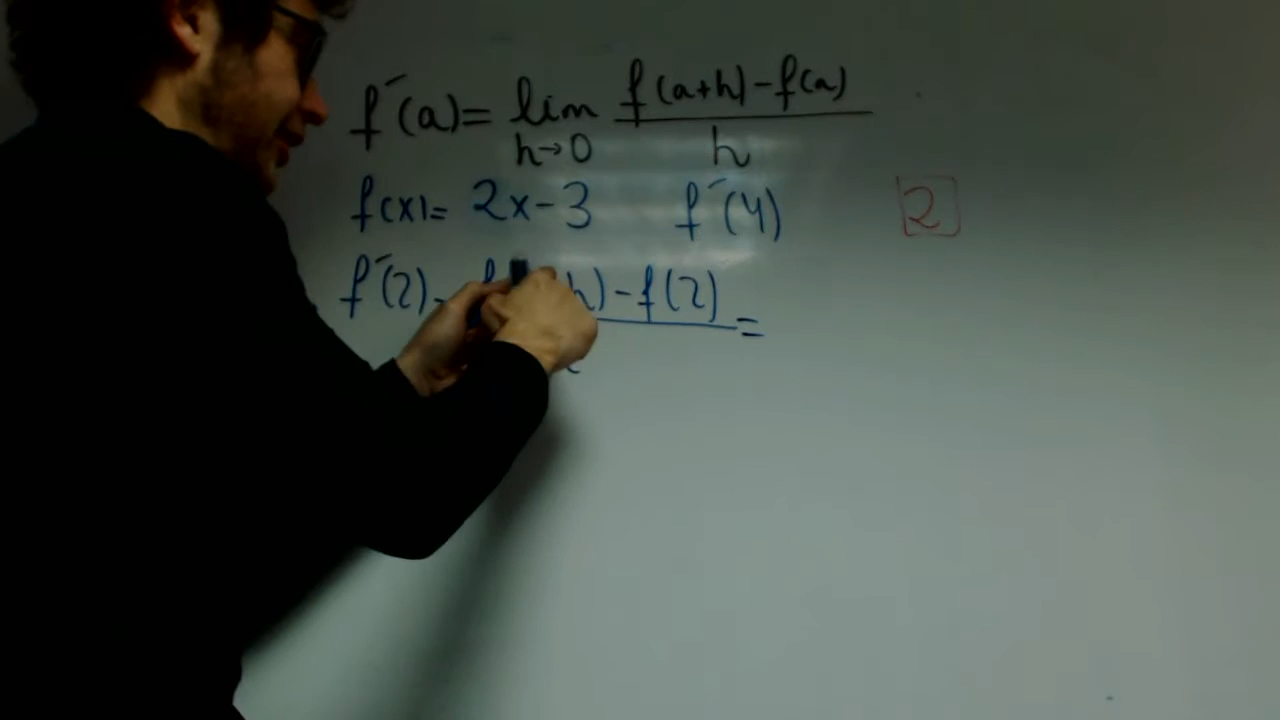 f'(a)= lim h→0 f(a+h)-f(a) / h
f(x)= 2x-3 f'(4) 2
f'(2) h)-f(2) =